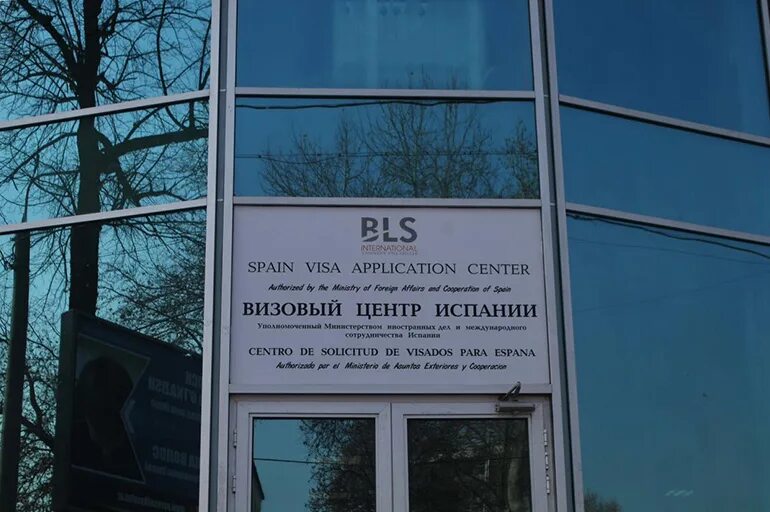 BLS
INTERNATIONAL
SPAIN VISA APPLICATION CENTER
Authorized by the Ministry of Foreign Affairs and Cooperation of Spain
ВИЗОВЫЙ ЦЕНТР ИСПАНИИ
Уполномоченный Министерством иностранных дел и международного
сотрудничества Испании
CENTRO DE SOLICITUD DE VISADOS PARA ESPANA
Authorizado par el Ministerio de Asuntos Exteriores y Cooperacion